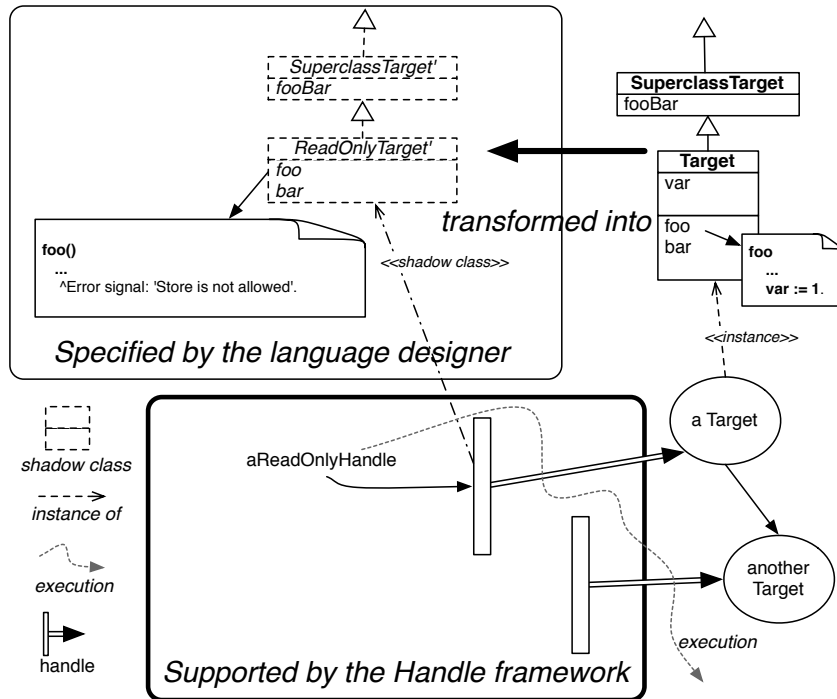 SuperclassTarget'
fooBar
ReadOnlyTarget'
foo
bar
foo()
...
^Error signal: 'Store is not allowed'.
<<shadow class>>
Specified by the language designer
transformed into
SuperclassTarget
fooBar
Target
var
foo
bar
foo
...
var := 1.
<<instance>>
a Target
another
Target
aReadOnlyHandle
execution
Supported by the Handle framework
shadow class
instance of
execution
handle